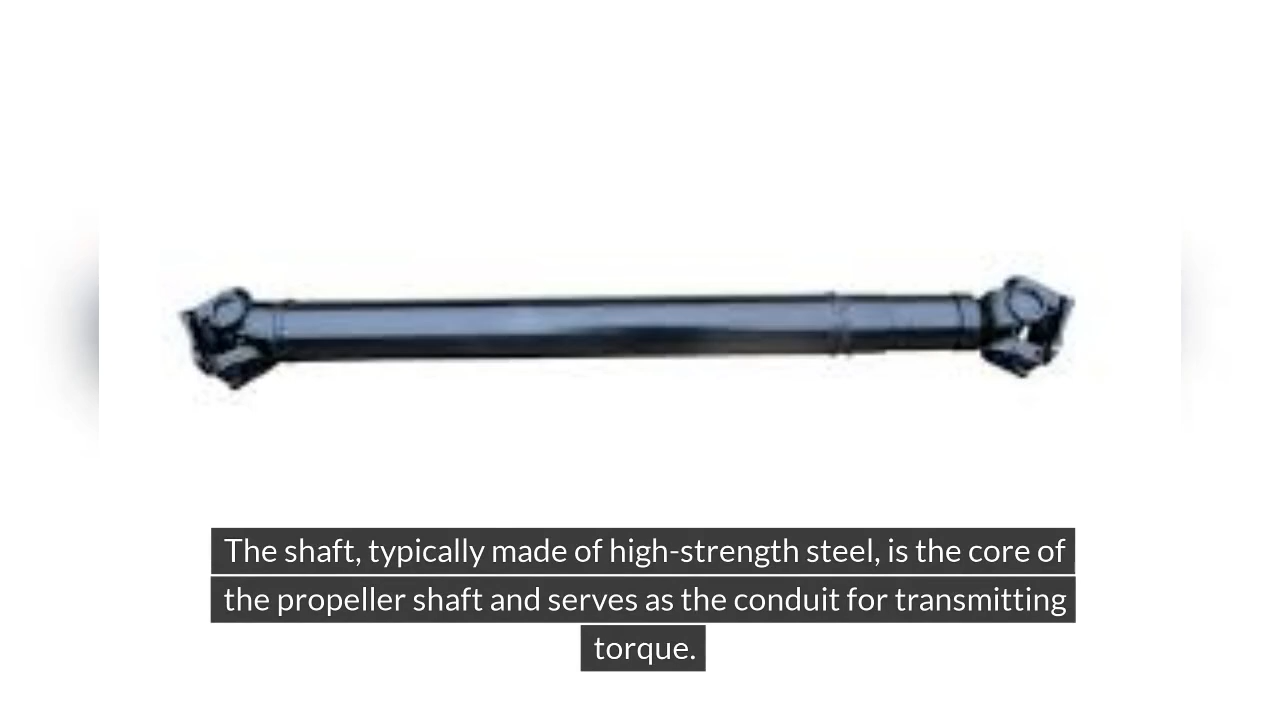 The shaft, typically made of high-strength steel, is the core of
the propeller shaft and serves as the conduit for transmitting
torque.